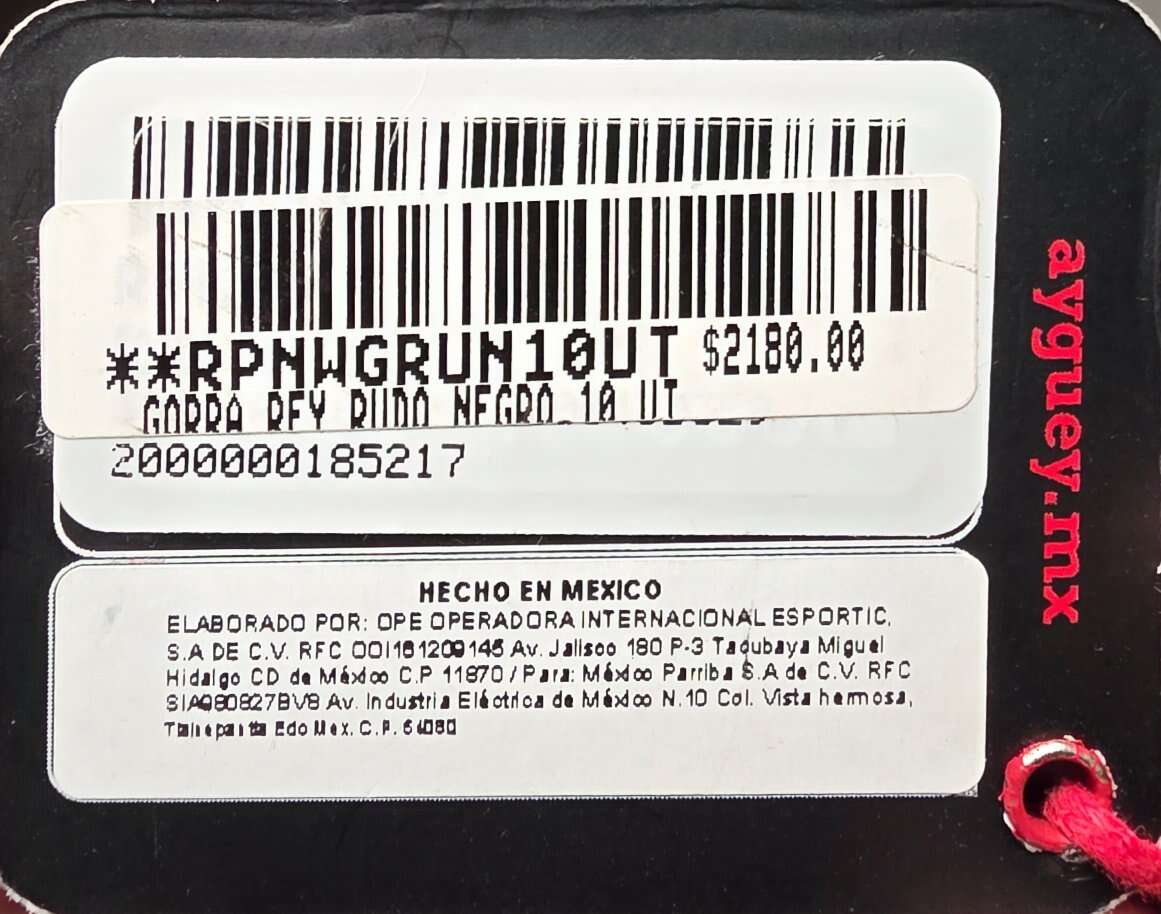 **RPNWGRUN10UT $2180.00
GORRA REY RUDO NEGRO 10 UT
2000000185217
HECHO EN MEXICO
ELABORADO POR: OPE OPERADORA INTERNACIONAL ESPORTIC,
S.A DE C.V. RFC OOI161209145 Av. Jalisco 180 P-3 Tacubaya Miguel
Hidalgo CD de México C.P 11870 / Para: México Parriba S.A de C.V. RFC
SIA980827BV8 Av. Industria Eléctrica de México N.10 Col. Vista hermosa,
Edo Mex. C.P.
ayguey.mx